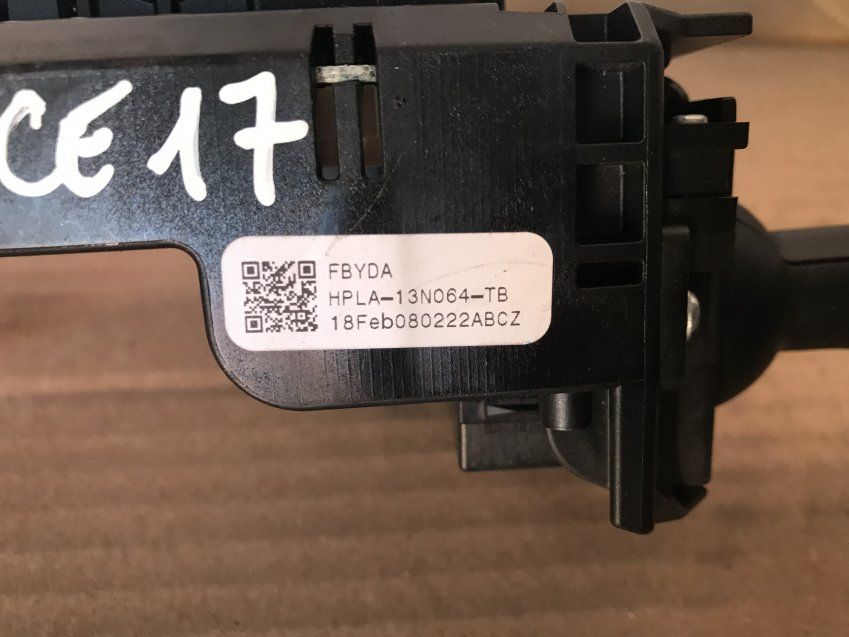 CE 17
FBYDA
HPLA-13N064-TB
18Feb080222ABCZ